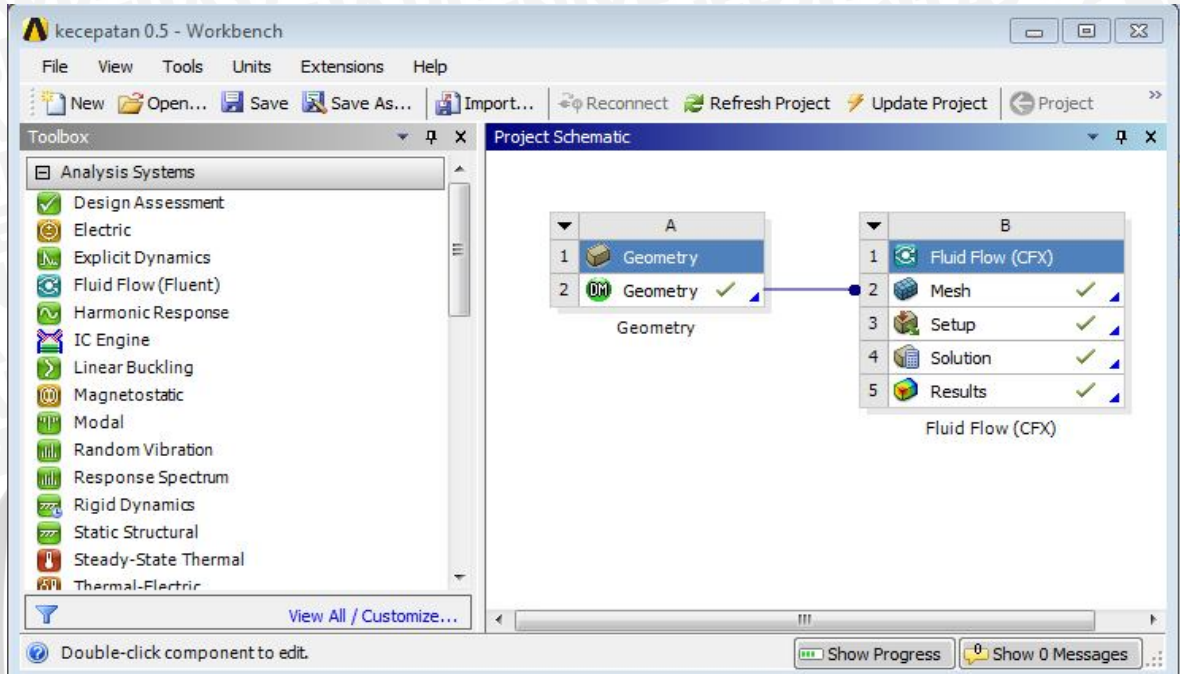 kecepatan 0.5 - Workbench
File View Tools Units Extensions Help
New Open... Save Save As... Import... Reconnect Refresh Project Update Project Project »
Toolbox
Project Schematic
Analysis Systems
Design Assessment
Electric
Explicit Dynamics
Fluid Flow (Fluent)
Harmonic Response
IC Engine
Linear Buckling
Magnetostatic
Modal
Random Vibration
Response Spectrum
Rigid Dynamics
Static Structural
Steady-State Thermal
Thermal-Electric
View All / Customize...
A
1 Geometry
2 DM Geometry
Geometry
B
1 Fluid Flow (CFX)
2 Mesh
3 Setup
4 Solution
5 Results
Fluid Flow (CFX)
Double-click component to edit.
Show Progress
0 Show 0 Messages